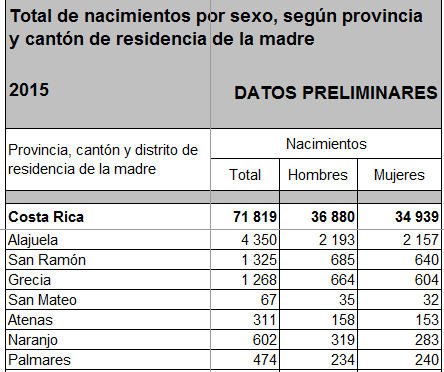 Total de nacimientos por sexo, según provincia
y cantón de residencia de la madre
2015 DATOS PRELIMINARES
Provincia, cantón y distrito de
residencia de la madre
Nacimientos
Total Hombres Mujeres
Costa Rica 71 819 36 880 34 939
Alajuela 4 350 2 193 2 157
San Ramón 1 325 685 640
Grecia 1 268 664 604
San Mateo 67 35 32
Atenas 311 158 153
Naranjo 602 319 283
Palmares 474 234 240